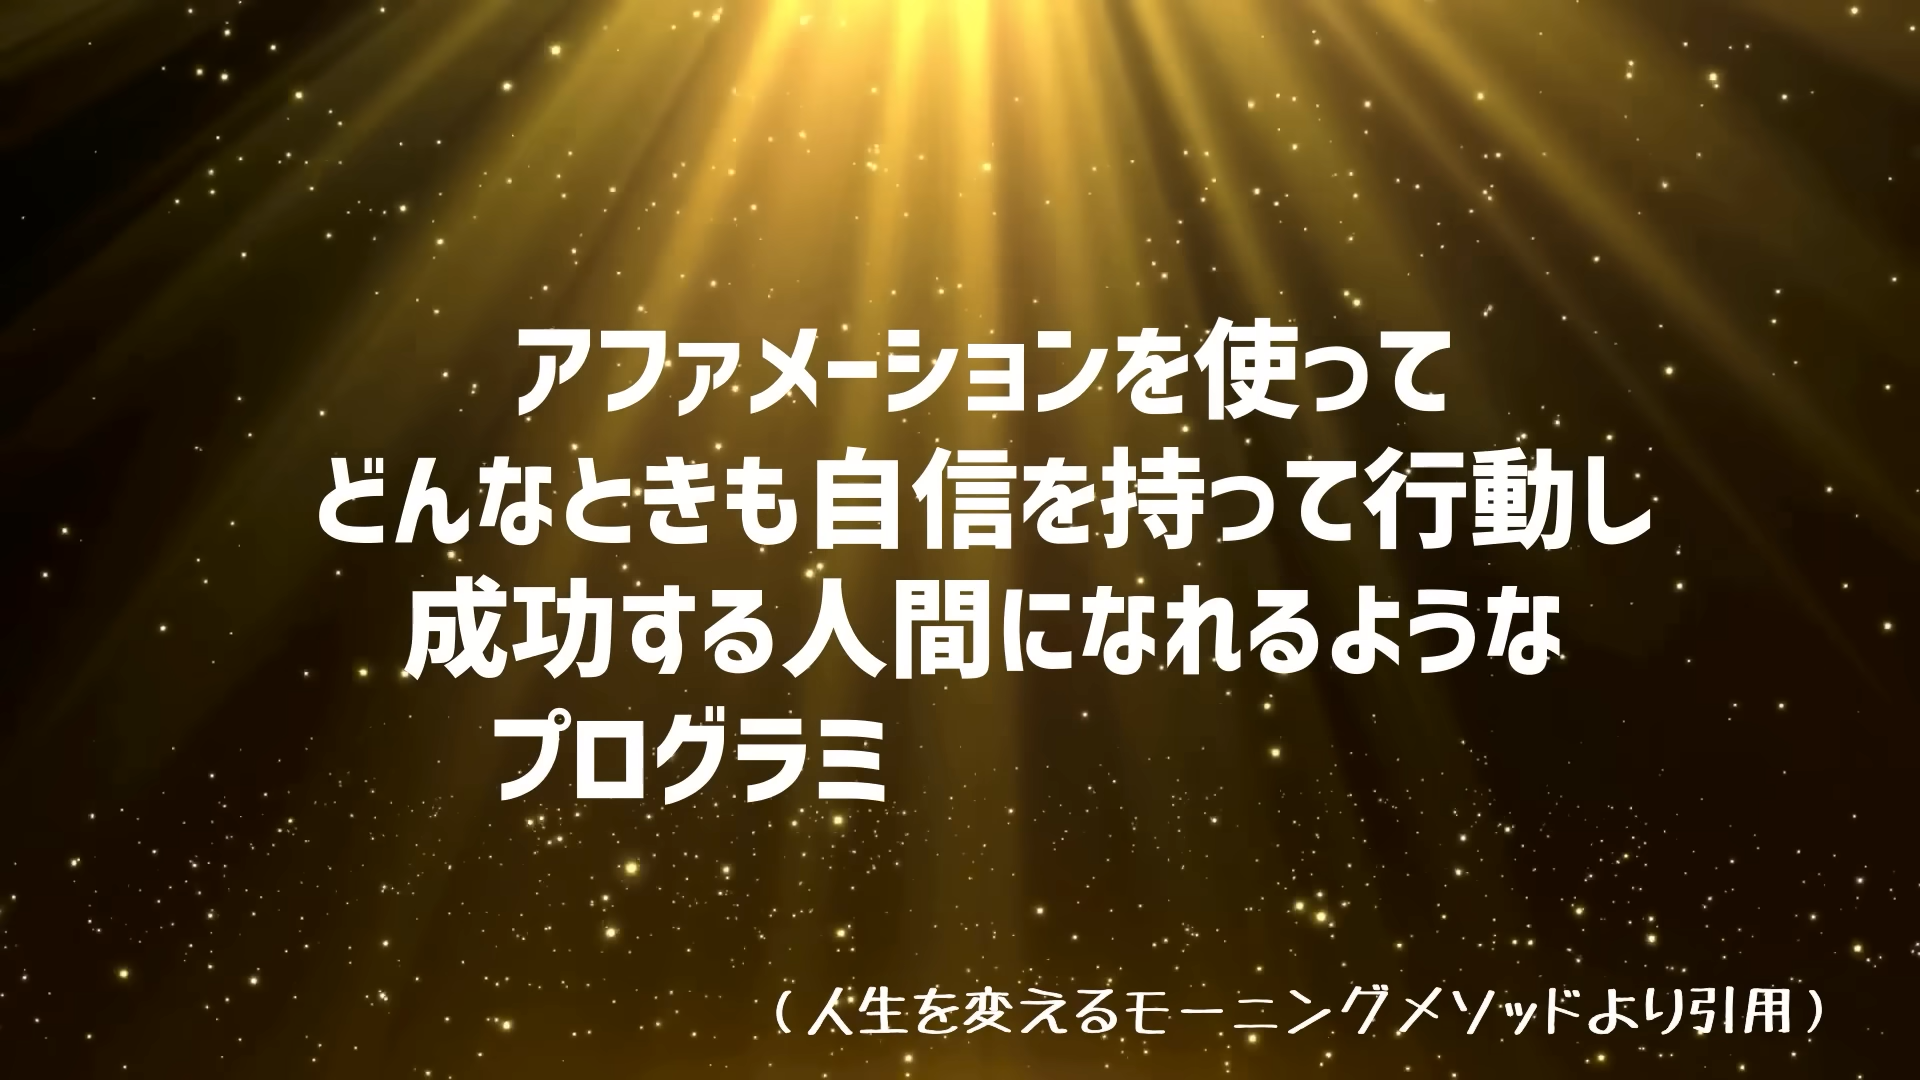 アファメーションを使って
どんなときも自信を持って行動し
成功する人間になれるような
プログラミ
(人生を変えるモーニングメソッドより引用)